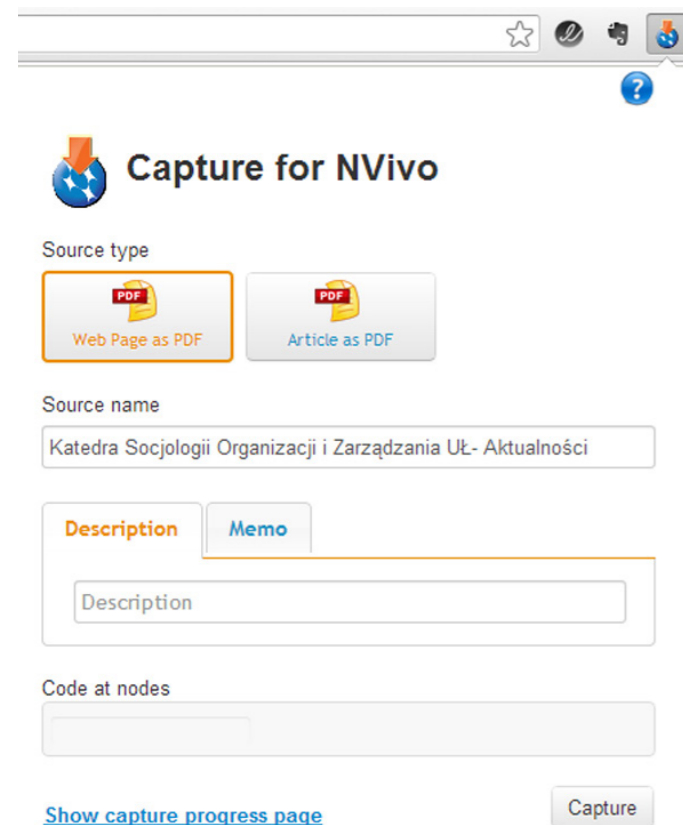 ?
Capture for NVivo
Source type
PDF PDF
Web Page as PDF Article as PDF
Source name
Katedra Socjologii Organizacji i Zarządzania UŁ- Aktualności
Description Memo
Description
Code at nodes
Show capture progress page Capture